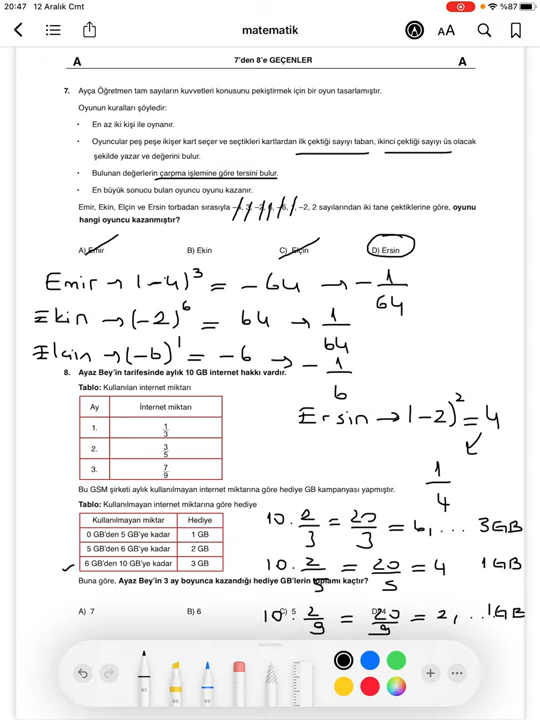 20:47 12 Aralık Cmt
%87
matematik
AA
A 7'den 8'e GEÇENLER A
7. Ayça Öğretmen tam sayıların kuvvetleri konusunu pekiştirmek için bir oyun tasarlamıştır.
Oyunun kuralları şöyledir:
• En az iki kişi ile oynanır.
• Oyuncular peş peşe ikişer kart seçer ve seçtikleri kartlardan ilk çektiği sayıyı taban, ikinci çektiği sayıyı üs olacak
şekilde yazar ve değerini bulur.
• Bulunan değerlerin çarpma işlemine göre tersini bulur.
• En büyük sonucu bulan oyuncu oyunu kazanır.
Emir, Ekin, Elçin ve Ersin torbadan sırasıyla –4, 3, –2, 6, –6, 1, –2, 2 sayılarından iki tane çektiklerine göre, oyunu
hangi oyuncu kazanmıştır?
A) Emir B) Ekin C) Elçin D) Ersin
Emir → (-4)³ = -64 → -1/64
Ekin → (-2)⁶ = 64 → 1/64
Elçin → (-6)¹ = -6 → -1/6
8. Ayaz Bey'in tarifesinde aylık 10 GB internet hakkı vardır.
Ersin → (-2)² = 4
1/4
Tablo: Kullanılan internet miktarı
Ay İnternet miktarı
1. 1/3
2. 3/5
3. 7/9
Bu GSM şirketi aylık kullanılmayan internet miktarına göre hediye GB kampanyası yapmıştır.
Tablo: Kullanılmayan internet miktarına göre hediye
Kullanılmayan miktar Hediye
0 GB'den 5 GB'ye kadar 1 GB
5 GB'den 6 GB'ye kadar 2 GB
6 GB'den 10 GB'ye kadar 3 GB
10 . 2/3 = 20/3 = 6, ... 3GB
10 . 2/5 = 20/5 = 4 1GB
Buna göre, Ayaz Bey'in 3 ay boyunca kazandığı hediye GB'lerin toplamı kaçtır?
10 . 2/9 = 20/9 = 2, ... 1GB
A) 7 B) 6 C) 5 D) 4